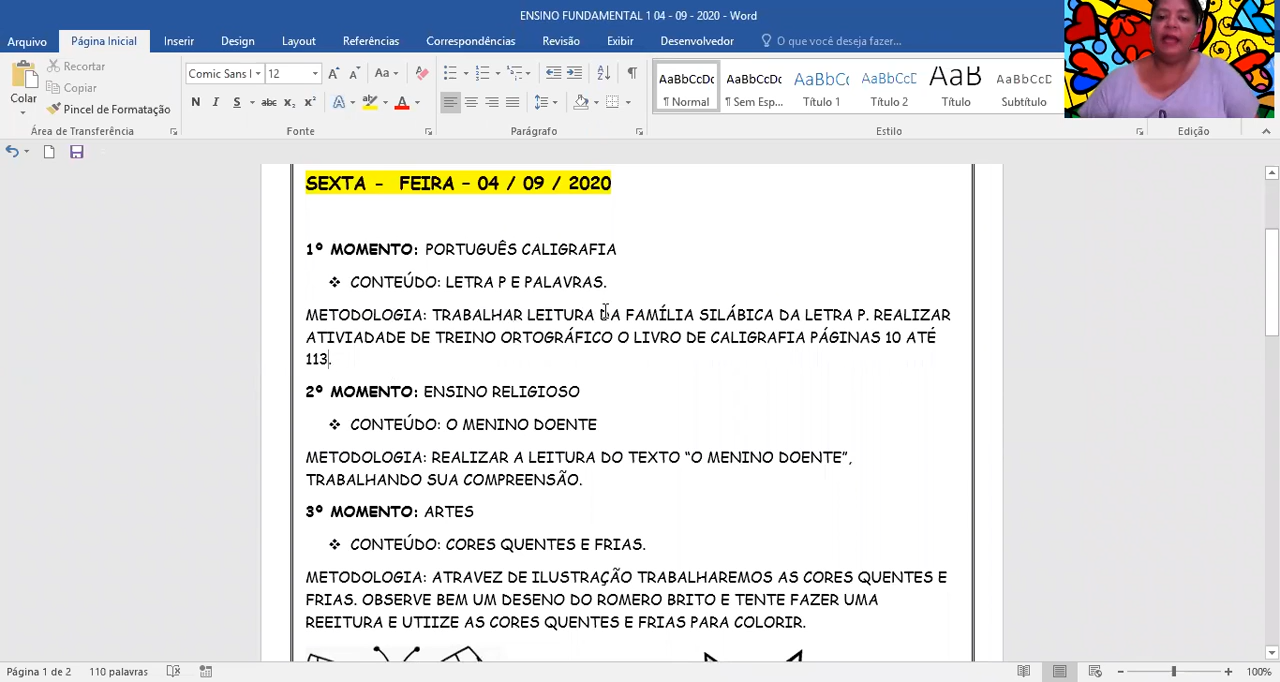 ENSINO FUNDAMENTAL 1 04 - 09 - 2020 - Word
Arquivo Página Inicial Inserir Design Layout Referências Correspondências Revisão Exibir Desenvolvedor O que você deseja fazer...
Colar
Recortar
Copiar
Pincel de Formatação
Área de Transferência
Comic Sans 12
Aa
N I S abc x₂ x² A A
Fonte
Parágrafo
AaBbCcDc AaBbCcDc AaBbCc AaBbCcD AaB AaBbCcD
¶ Normal ¶ Sem Esp... Título 1 Título 2 Título Subtítulo
Estilo
Edição
SEXTA - FEIRA – 04 / 09 / 2020
1º MOMENTO: PORTUGUÊS CALIGRAFIA
❖ CONTEÚDO: LETRA P E PALAVRAS.
METODOLOGIA: TRABALHAR LEITURA DA FAMÍLIA SILÁBICA DA LETRA P. REALIZAR
ATIVIADADE DE TREINO ORTOGRÁFICO O LIVRO DE CALIGRAFIA PÁGINAS 10 ATÉ
113.
2º MOMENTO: ENSINO RELIGIOSO
❖ CONTEÚDO: O MENINO DOENTE
METODOLOGIA: REALIZAR A LEITURA DO TEXTO “O MENINO DOENTE”,
TRABALHANDO SUA COMPREENSÃO.
3º MOMENTO: ARTES
❖ CONTEÚDO: CORES QUENTES E FRIAS.
METODOLOGIA: ATRAVEZ DE ILUSTRAÇÃO TRABALHAREMOS AS CORES QUENTES E
FRIAS. OBSERVE BEM UM DESENO DO ROMERO BRITO E TENTE FAZER UMA
REEITURA E UTIIZE AS CORES QUENTES E FRIAS PARA COLORIR.
Página 1 de 2 110 palavras 100%